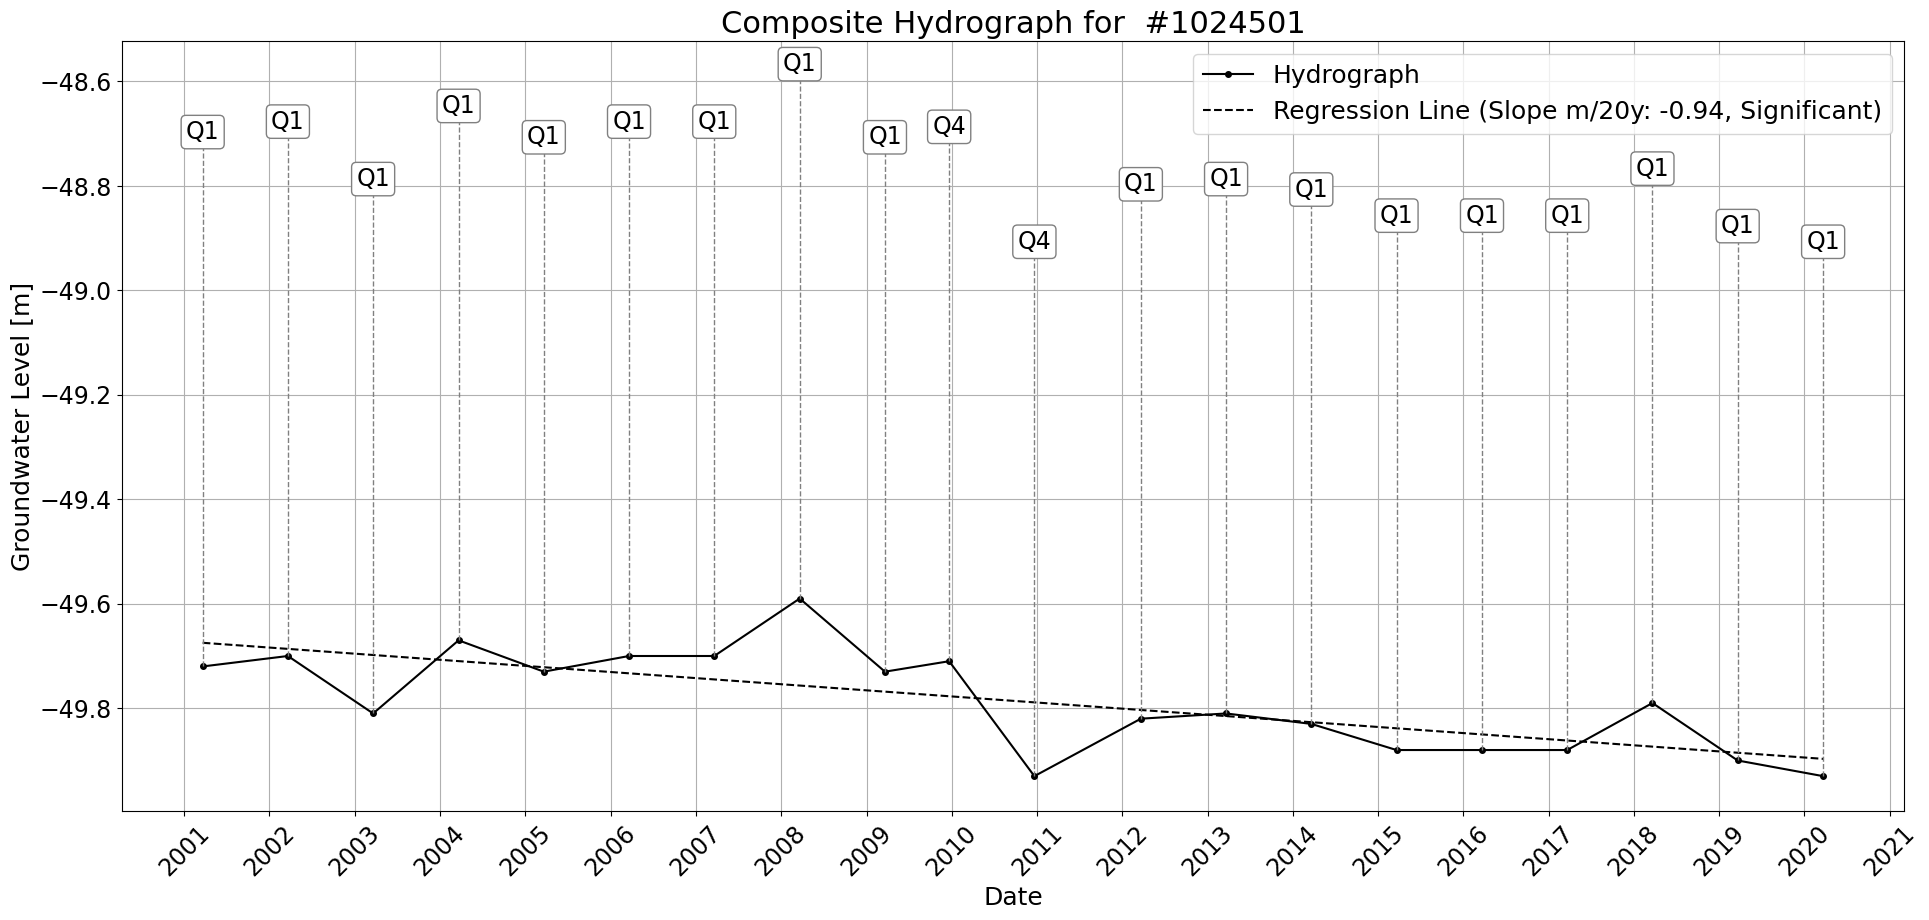 Composite Hydrograph for  #1024501
Hydrograph
Regression Line (Slope m/20y: -0.94, Significant)
Q1
Q1
Q1
Q1
Q1
Q1
Q1
Q1
Q1
Q4
Q4
Q1
Q1
Q1
Q1
Q1
Q1
Q1
Q1
Q1
Groundwater Level [m]
−48.6
−48.8
−49.0
−49.2
−49.4
−49.6
−49.8
2001
2002
2003
2004
2005
2006
2007
2008
2009
2010
2011
2012
2013
2014
2015
2016
2017
2018
2019
2020
2021
Date